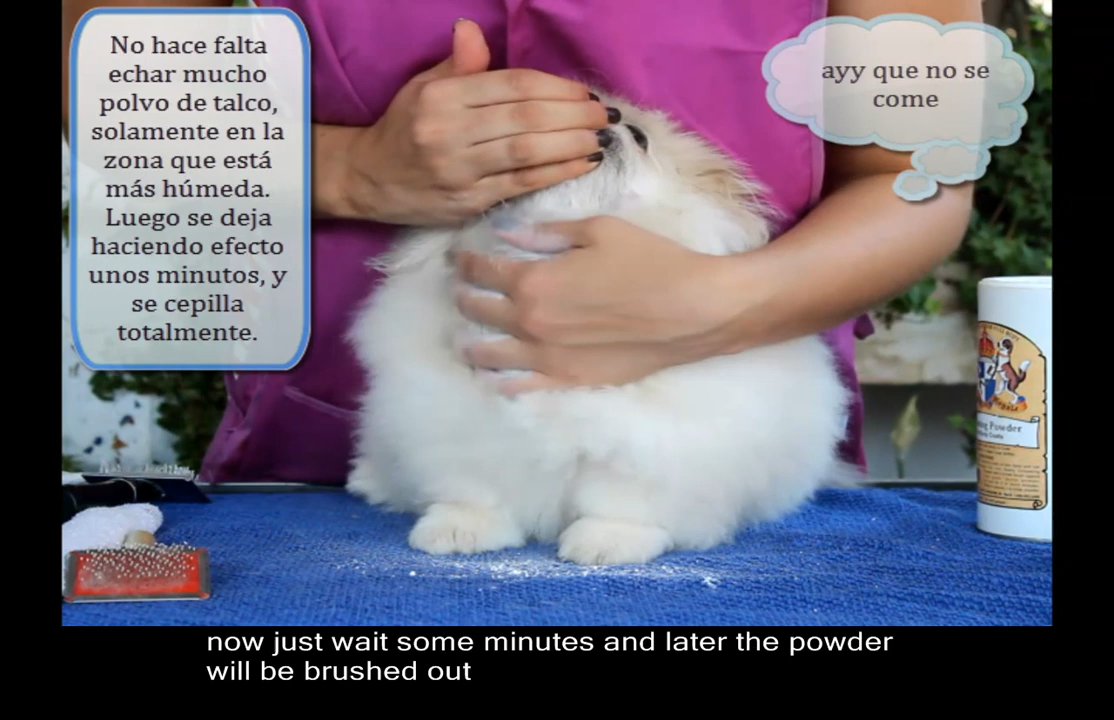 No hace falta
echar mucho
polvo de talco,
solamente en la
zona que está
más húmeda.
Luego se deja
haciendo efecto
unos minutos, y
se cepilla
totalmente.
ayy que no se
come
Powder
now just wait some minutes and later the powder
will be brushed out